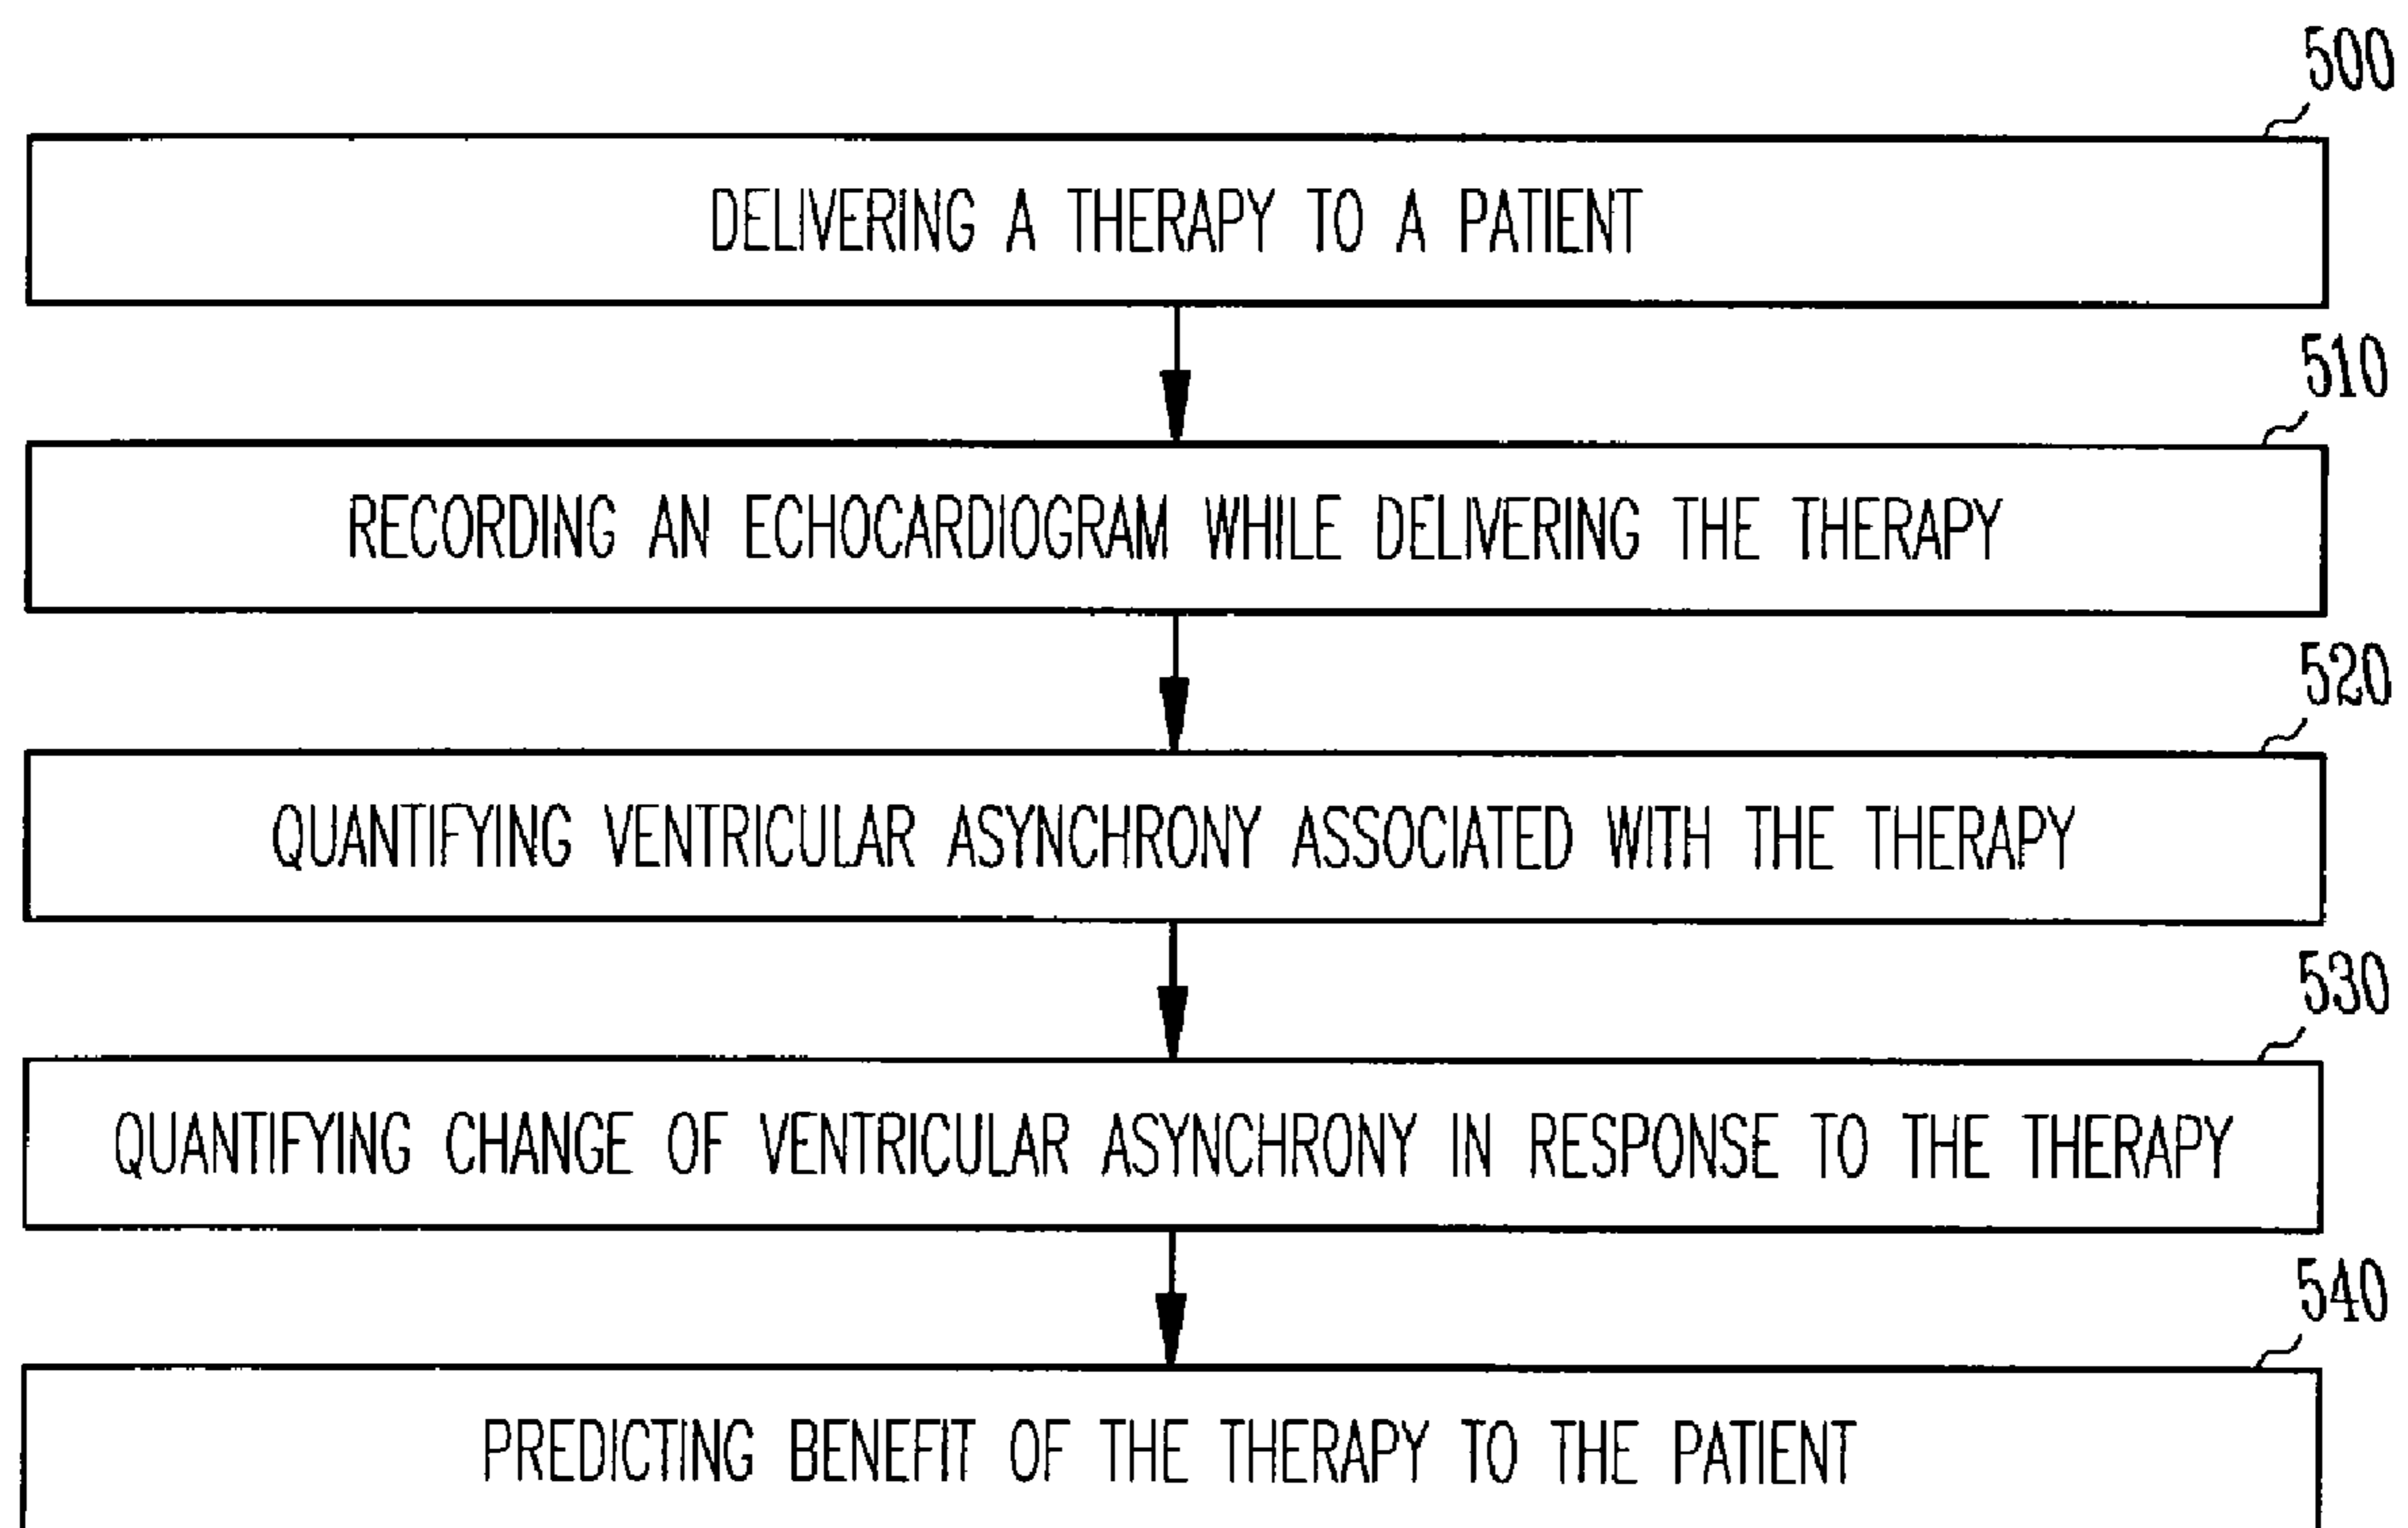 500
DELIVERING A THERAPY TO A PATIENT
510
RECORDING AN ECHOCARDIOGRAM WHILE DELIVERING THE THERAPY
520
QUANTIFYING VENTRICULAR ASYNCHRONY ASSOCIATED WITH THE THERAPY
530
QUANTIFYING CHANGE OF VENTRICULAR ASYNCHRONY IN RESPONSE TO THE THERAPY
540
PREDICTING BENEFIT OF THE THERAPY TO THE PATIENT